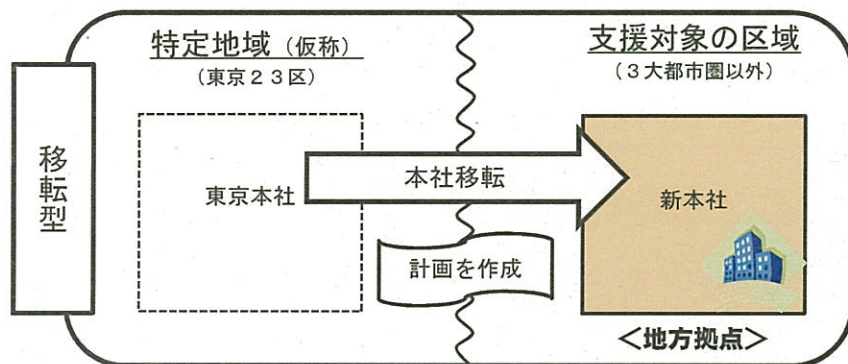 移転型
特定地域（仮称）
（東京２３区）
東京本社
本社移転
計画を作成
支援対象の区域
（３大都市圏以外）
新本社
＜地方拠点＞